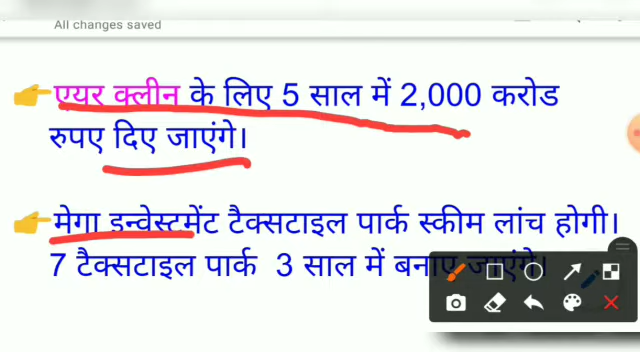 All changes saved
एयर क्लीन के लिए 5 साल में 2,000 करोड
रुपए दिए जाएंगे।
मेगा इन्वेस्टमेंट टैक्सटाइल पार्क स्कीम लांच होगी।
7 टैक्सटाइल पार्क 3 साल में बनाए जाएंगे।